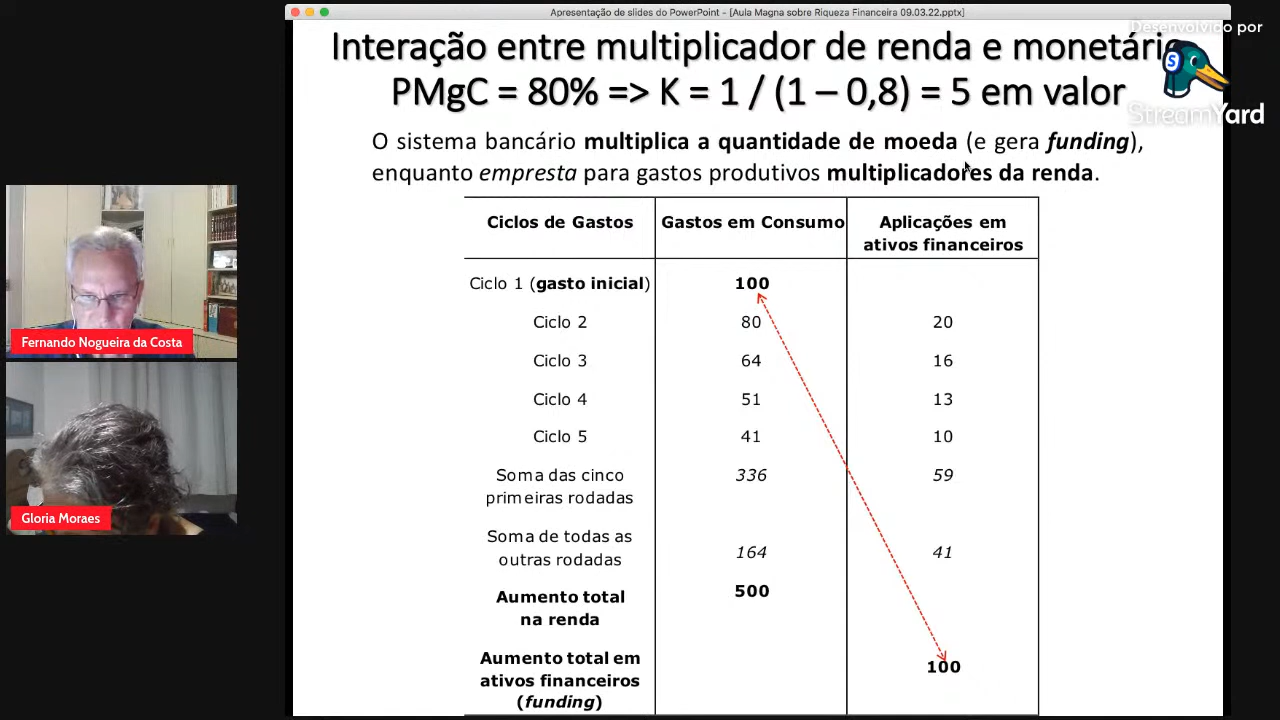 Apresentação de slides do PowerPoint - [Aula Magna sobre Riqueza Financeira 09.03.22.pptx]
Desenvolvido por
S
StreamYard
Interação entre multiplicador de renda e monetári
PMgC = 80% => K = 1 / (1 – 0,8) = 5 em valor
O sistema bancário multiplica a quantidade de moeda (e gera funding),
enquanto empresta para gastos produtivos multiplicadores da renda.
Ciclos de Gastos Gastos em Consumo Aplicações em
ativos financeiros
Ciclo 1 (gasto inicial) 100
Ciclo 2 80 20
Ciclo 3 64 16
Ciclo 4 51 13
Ciclo 5 41 10
Soma das cinco 336 59
primeiras rodadas
Soma de todas as
outras rodadas 164 41
Aumento total 500
na renda
Aumento total em 100
ativos financeiros
(funding)
Fernando Nogueira da Costa
Gloria Moraes